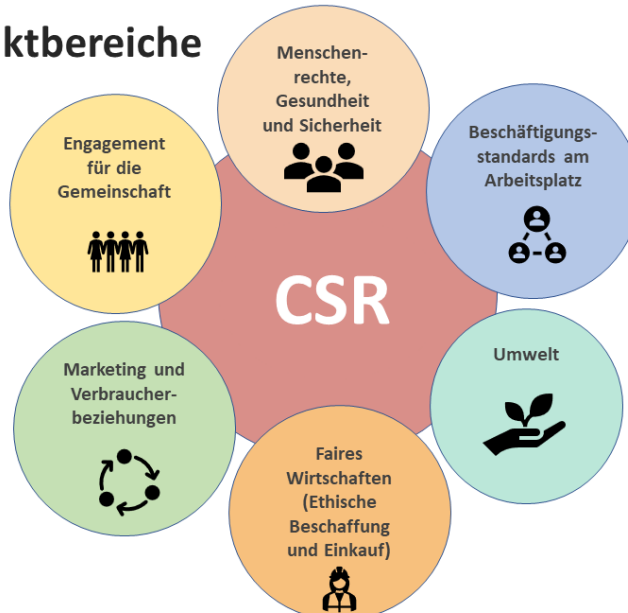 ktbereiche
Menschen-
rechte,
Gesundheit
und Sicherheit
Beschäftigungs-
standards am
Arbeitsplatz
Umwelt
Faires
Wirtschaften
(Ethische
Beschaffung
und Einkauf)
Marketing und
Verbraucher-
beziehungen
Engagement
für die
Gemeinschaft
CSR